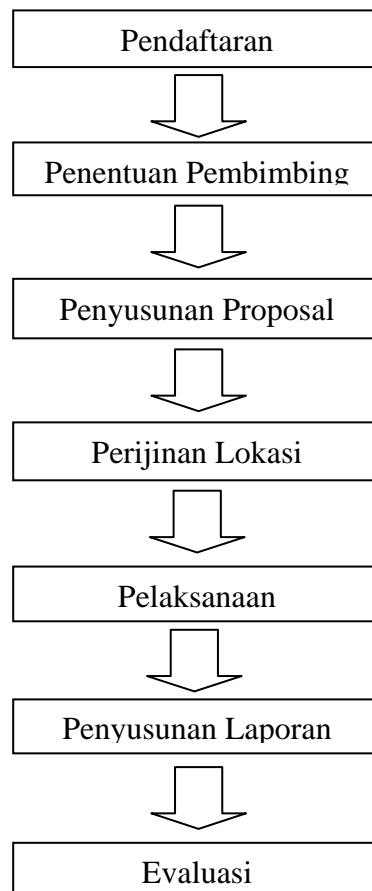 Pendaftaran
Penentuan Pembimbing
Penyusunan Proposal
Perijinan Lokasi
Pelaksanaan
Penyusunan Laporan
Evaluasi